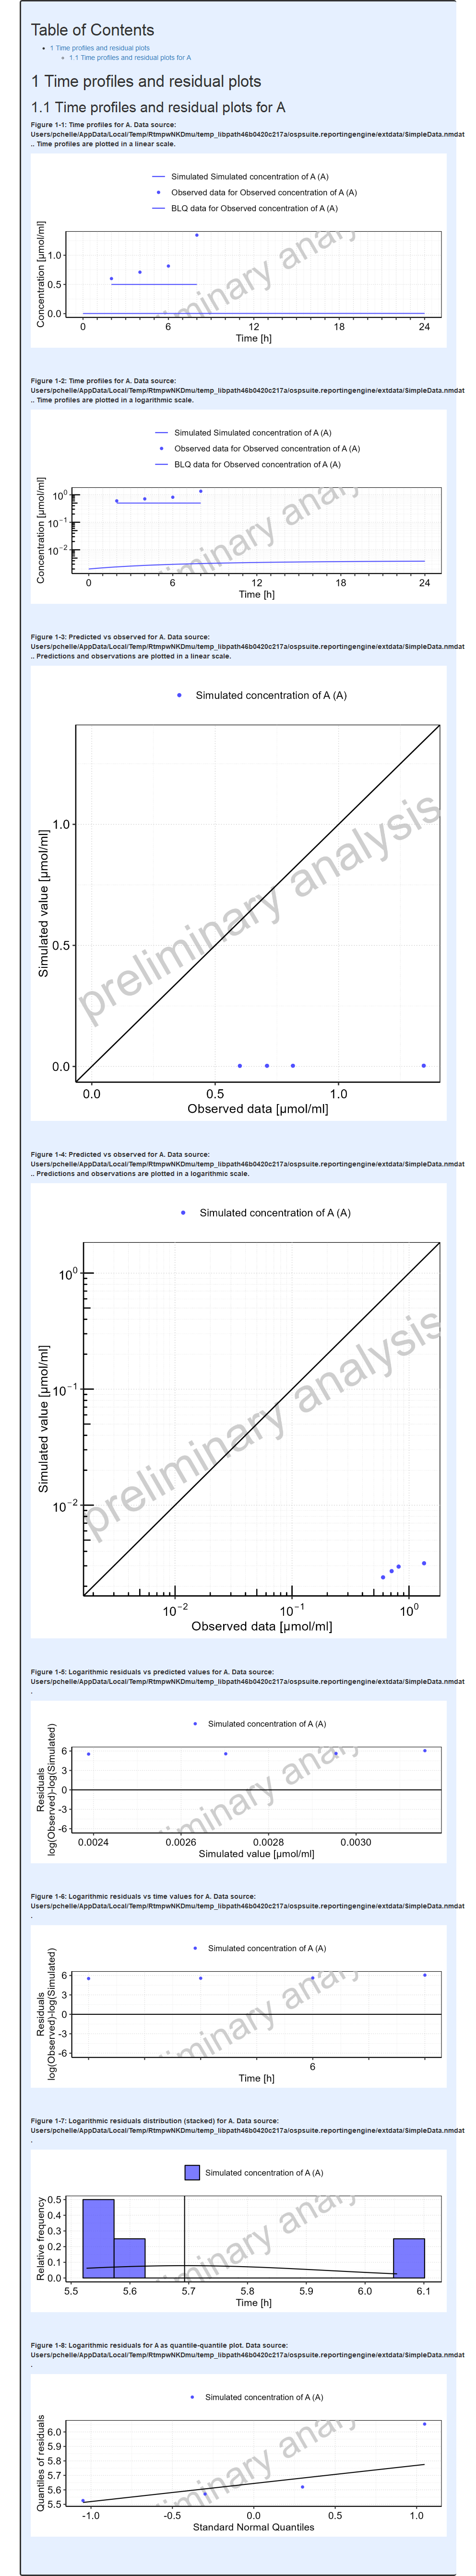 Table of Contents
1 Time profiles and residual plots
1.1 Time profiles and residual plots for A
1 Time profiles and residual plots
1.1 Time profiles and residual plots for A
Figure 1-1: Time profiles for A. Data source:
Users/pchelle/AppData/Local/Temp/RtmpwNKDmu/temp_libpath46b0420c217a/ospsuite.reportingengine/extdata/SimpleData.nmdat
.. Time profiles are plotted in a linear scale.
Simulated Simulated concentration of A (A)
Observed data for Observed concentration of A (A)
BLQ data for Observed concentration of A (A)
Concentration [µmol/ml]
1.0
0.5
0.0
iminary analy
0 6 12 18 24
Time [h]
Figure 1-2: Time profiles for A. Data source:
Users/pchelle/AppData/Local/Temp/RtmpwNKDmu/temp_libpath46b0420c217a/ospsuite.reportingengine/extdata/SimpleData.nmdat
.. Time profiles are plotted in a logarithmic scale.
Simulated Simulated concentration of A (A)
Observed data for Observed concentration of A (A)
BLQ data for Observed concentration of A (A)
Concentration [µmol/ml]
10⁰
10⁻¹
10⁻²
iminary analy
0 6 12 18 24
Time [h]
Figure 1-3: Predicted vs observed for A. Data source:
Users/pchelle/AppData/Local/Temp/RtmpwNKDmu/temp_libpath46b0420c217a/ospsuite.reportingengine/extdata/SimpleData.nmdat
.. Predictions and observations are plotted in a linear scale.
Simulated concentration of A (A)
Simulated value [µmol/ml]
1.0
0.5
0.0
preliminary analysis
0.0 0.5 1.0
Observed data [µmol/ml]
Figure 1-4: Predicted vs observed for A. Data source:
Users/pchelle/AppData/Local/Temp/RtmpwNKDmu/temp_libpath46b0420c217a/ospsuite.reportingengine/extdata/SimpleData.nmdat
.. Predictions and observations are plotted in a logarithmic scale.
Simulated concentration of A (A)
Simulated value [µmol/ml]
10⁰
10⁻¹
10⁻²
preliminary analysis
10⁻² 10⁻¹ 10⁰
Observed data [µmol/ml]
Figure 1-5: Logarithmic residuals vs predicted values for A. Data source:
Users/pchelle/AppData/Local/Temp/RtmpwNKDmu/temp_libpath46b0420c217a/ospsuite.reportingengine/extdata/SimpleData.nmdat
.
Simulated concentration of A (A)
Residuals
log(Observed)-log(Simulated)
6
3
0
-3
-6
iminary analy
0.0024 0.0026 0.0028 0.0030
Simulated value [µmol/ml]
Figure 1-6: Logarithmic residuals vs time values for A. Data source:
Users/pchelle/AppData/Local/Temp/RtmpwNKDmu/temp_libpath46b0420c217a/ospsuite.reportingengine/extdata/SimpleData.nmdat
.
Simulated concentration of A (A)
Residuals
log(Observed)-log(Simulated)
6
3
0
-3
-6
iminary analy
6
Time [h]
Figure 1-7: Logarithmic residuals distribution (stacked) for A. Data source:
Users/pchelle/AppData/Local/Temp/RtmpwNKDmu/temp_libpath46b0420c217a/ospsuite.reportingengine/extdata/SimpleData.nmdat
.
Simulated concentration of A (A)
Relative frequency
0.5
0.4
0.3
0.2
0.1
0.0
iminary analy
5.5 5.6 5.7 5.8 5.9 6.0 6.1
Time [h]
Figure 1-8: Logarithmic residuals for A as quantile-quantile plot. Data source:
Users/pchelle/AppData/Local/Temp/RtmpwNKDmu/temp_libpath46b0420c217a/ospsuite.reportingengine/extdata/SimpleData.nmdat
.
Simulated concentration of A (A)
Quantiles of residuals
6.0
5.9
5.8
5.7
5.6
5.5
iminary analy
-1.0 -0.5 0.0 0.5 1.0
Standard Normal Quantiles